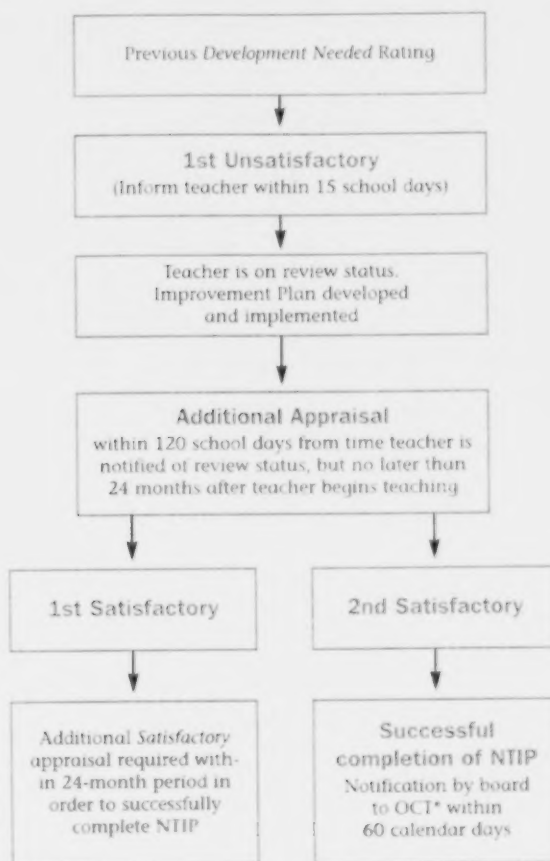 Previous Development Needed Rating
1st Unsatisfactory
(Inform teacher within 15 school days)
Teacher is on review status.
Improvement Plan developed
and implemented
Additional Appraisal
within 120 school days from time teacher is
notified of review status, but no later than
24 months after teacher begins teaching
1st Satisfactory
2nd Satisfactory
Additional Satisfactory
appraisal required with-
in 24-month period in
order to successfully
complete NTIP
Successful
completion of NTIP
Notification by board
to OCT* within
60 calendar days